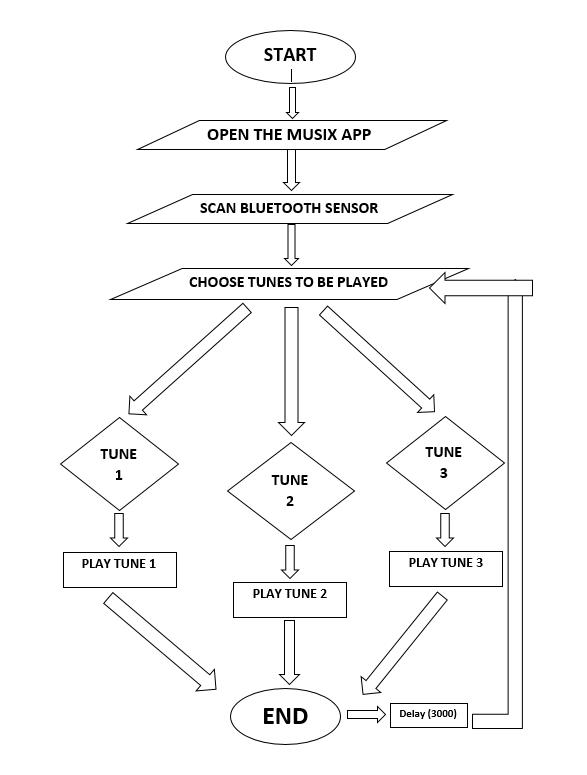 START
OPEN THE MUSIX APP
SCAN BLUETOOTH SENSOR
CHOOSE TUNES TO BE PLAYED
TUNE
1
TUNE
2
TUNE
3
PLAY TUNE 1
PLAY TUNE 2
PLAY TUNE 3
END
Delay (3000)